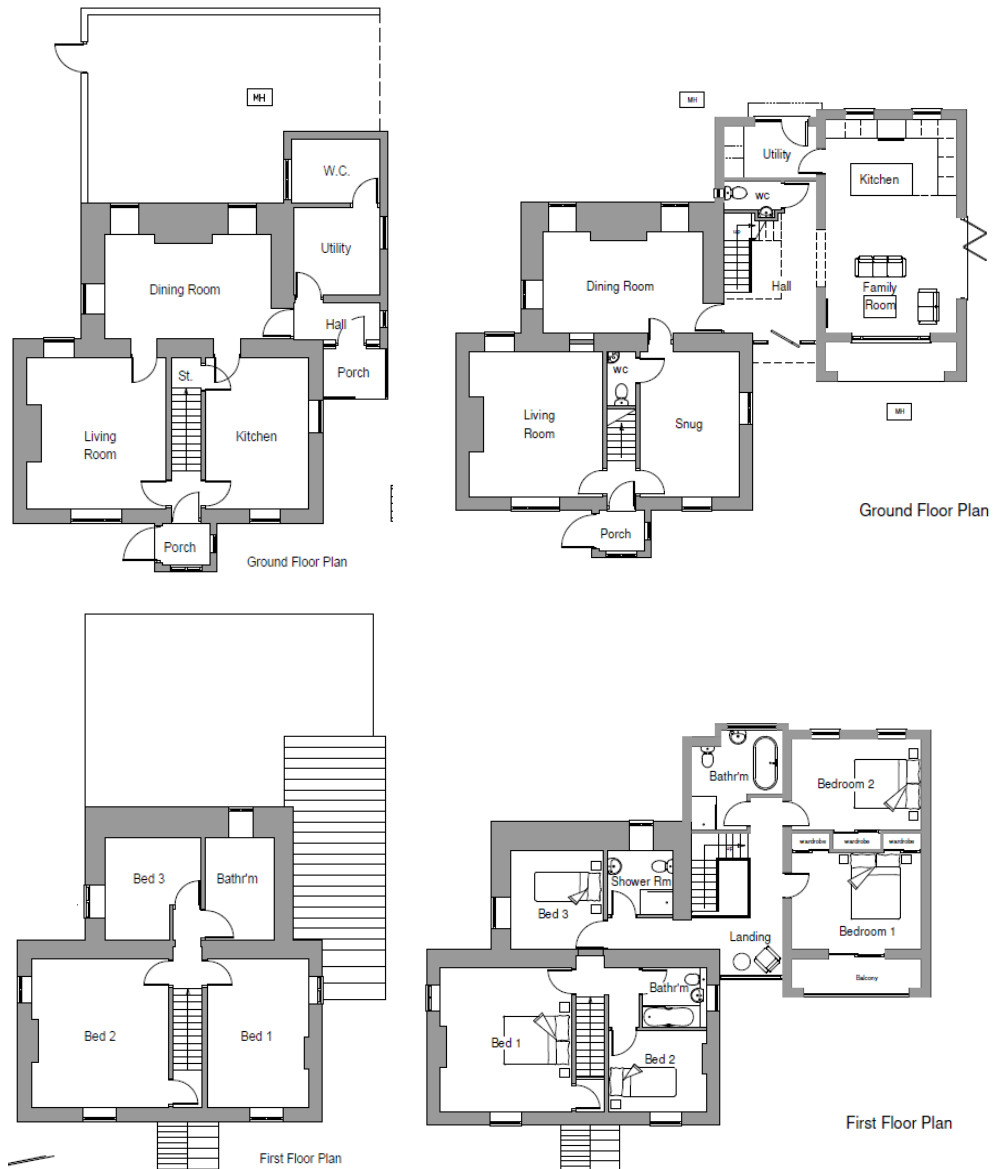 MH
W.C.
Utility
Dining Room
Hall
St.
Porch
Living
Room
Kitchen
Porch
Ground Floor Plan
MH
Utility
Kitchen
wc
up
Dining Room
Hall
Family
Room
WC
Living
Room
Snug
MH
Porch
Ground Floor Plan
Bed 3
Bathr'm
Bed 2
Bed 1
First Floor Plan
Bathr'm
Bedroom 2
up
wardrobe
wardrobe
wardrobe
Shower Rm
Bed 3
Landing
Bedroom 1
Balcony
Bathr'm
Bed 1
Bed 2
First Floor Plan